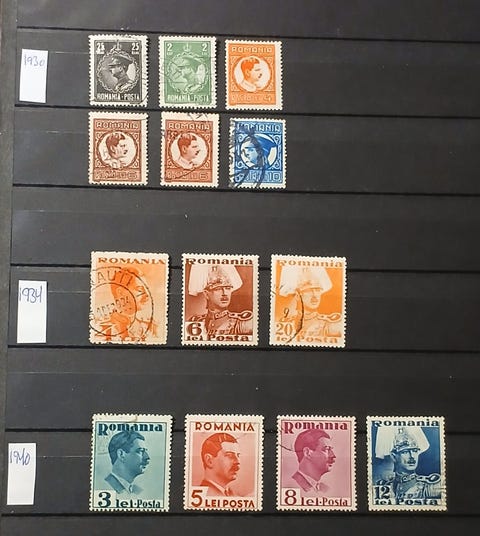 1930
25 25
BANI
ROMANIA·POSTA
2 2
LEI
ROMANIA·POSTA
ROMANIA
ROMANIA
ROMANIA
ROMANIA
1934
ROMANIA
ROMANIA
6
lei Posta
ROMANIA
20
lei Posta
1940
Romania
3 lei·Posta
ROMANIA
5 LEI POSTA
Romania
8 lei·Posta
Romania
12
lei Posta